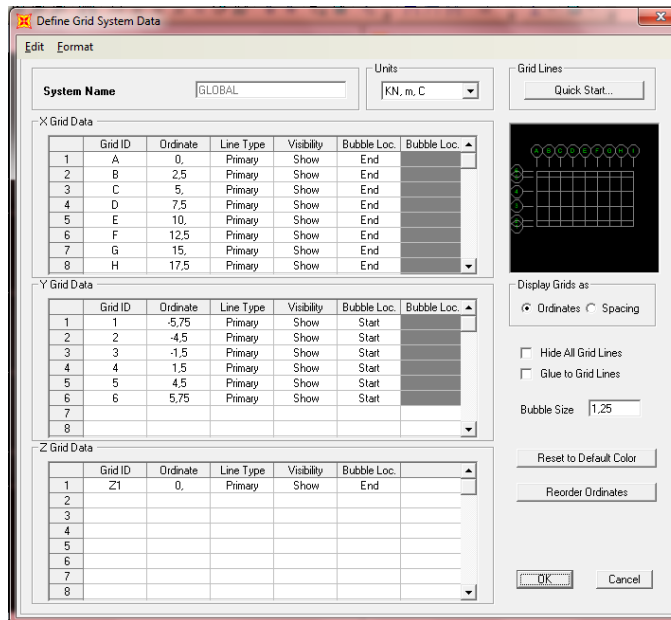 Define Grid System Data
Edit Format
System Name GLOBAL
Units
KN, m, C
Grid Lines
Quick Start...
X Grid Data
Grid ID Ordinate Line Type Visibility Bubble Loc. Bubble Loc.
1 A 0, Primary Show End
2 B 2,5 Primary Show End
3 C 5, Primary Show End
4 D 7,5 Primary Show End
5 E 10, Primary Show End
6 F 12,5 Primary Show End
7 G 15, Primary Show End
8 H 17,5 Primary Show End
A B C D E F G H I
4
3
Y Grid Data
Grid ID Ordinate Line Type Visibility Bubble Loc. Bubble Loc.
1 1 -5,75 Primary Show Start
2 2 -4,5 Primary Show Start
3 3 -1,5 Primary Show Start
4 4 1,5 Primary Show Start
5 5 4,5 Primary Show Start
6 6 5,75 Primary Show Start
7
8
Display Grids as
Ordinates Spacing
Hide All Grid Lines
Glue to Grid Lines
Bubble Size 1,25
Z Grid Data
Grid ID Ordinate Line Type Visibility Bubble Loc.
1 Z1 0, Primary Show End
2
3
4
5
6
7
8
Reset to Default Color
Reorder Ordinates
OK Cancel